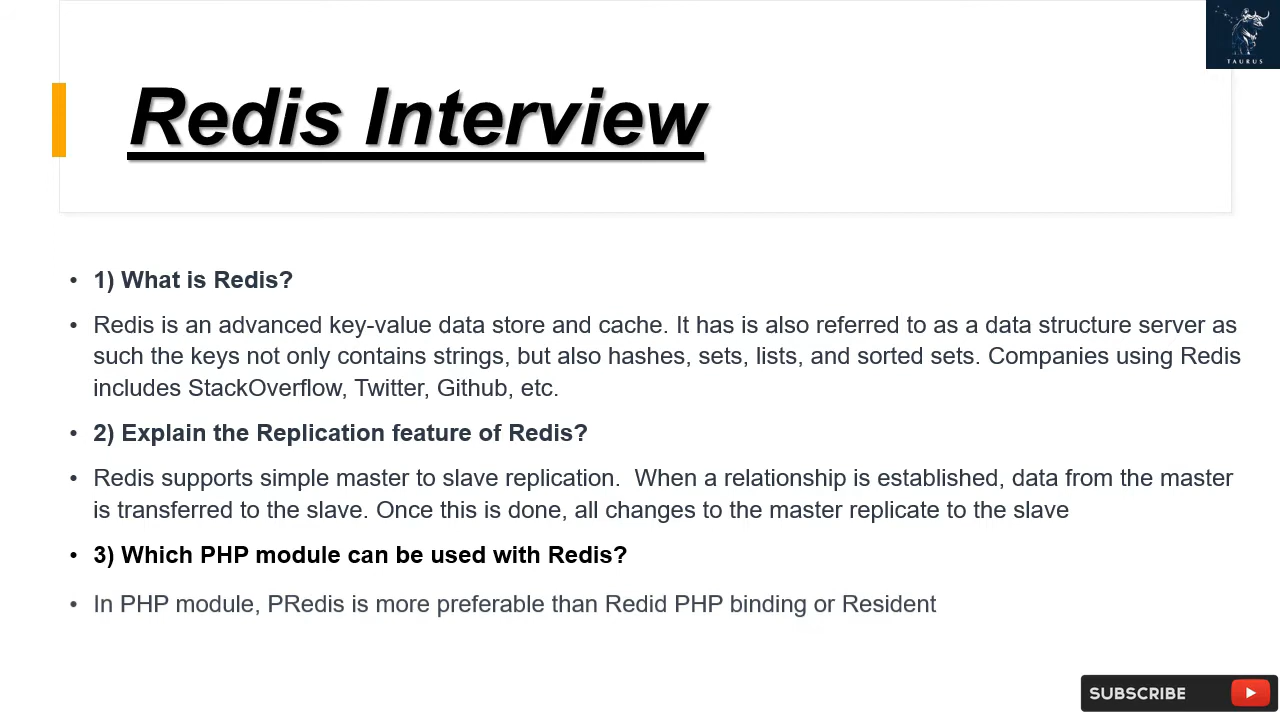 TAURUS
Redis Interview
• 1) What is Redis?
• Redis is an advanced key-value data store and cache. It has is also referred to as a data structure server as
such the keys not only contains strings, but also hashes, sets, lists, and sorted sets. Companies using Redis
includes StackOverflow, Twitter, Github, etc.
• 2) Explain the Replication feature of Redis?
• Redis supports simple master to slave replication.  When a relationship is established, data from the master
is transferred to the slave. Once this is done, all changes to the master replicate to the slave
• 3) Which PHP module can be used with Redis?
• In PHP module, PRedis is more preferable than Redid PHP binding or Resident
SUBSCRIBE